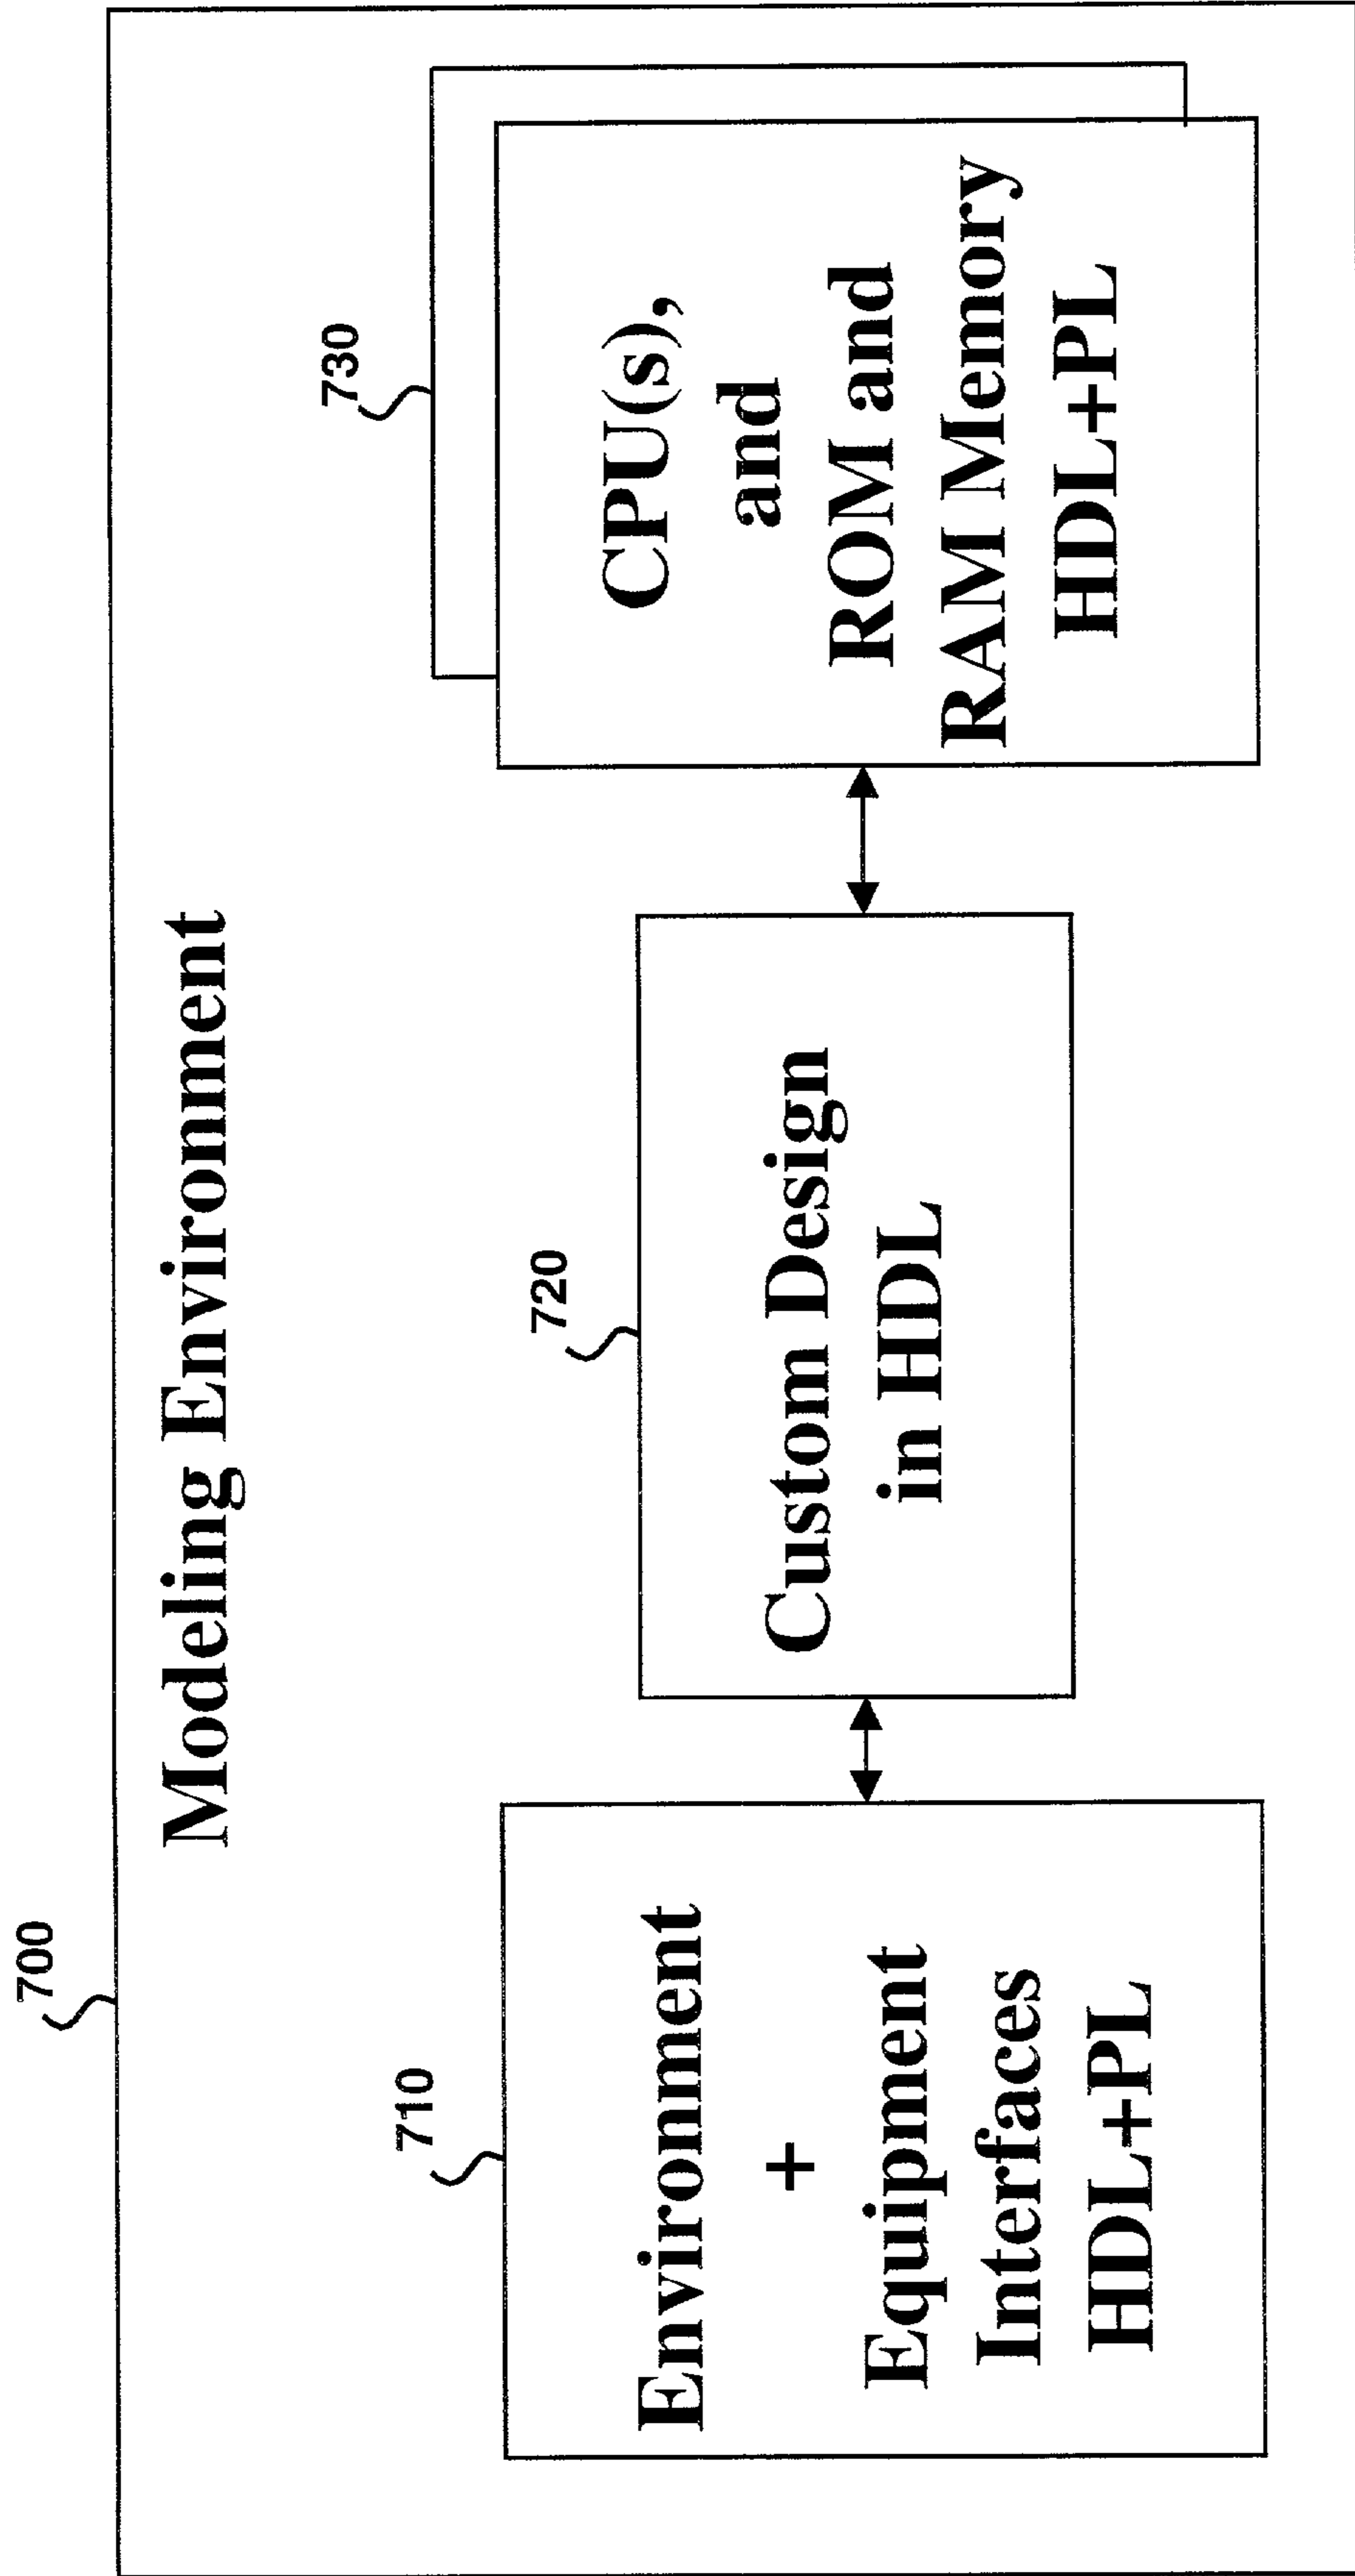 700
Modeling Environment
710
Environment
+
Equipment
Interfaces
HDL+PL
720
Custom Design
in HDL
730
CPU(s),
and
ROM and
RAM Memory
HDL+PL